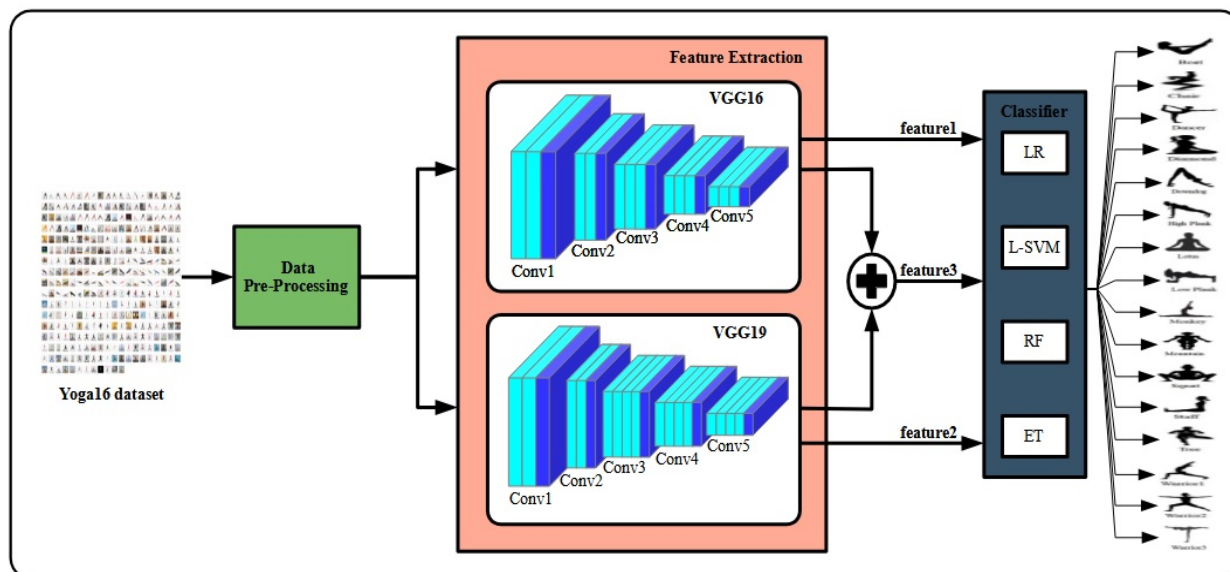 Feature Extraction
VGG16
Conv1
Conv2
Conv3
Conv4
Conv5
VGG19
Conv1
Conv2
Conv3
Conv4
Conv5
Yoga16 dataset
Data
Pre-Processing
feature1
feature3
feature2
Classifier
LR
L-SVM
RF
ET
Boat
Chair
Dancer
Diamond
Downdog
High Plank
Lotus
Low Plank
Monkey
Mountain
Squat
Staff
Tree
Warrior1
Warrior2
Warrior3